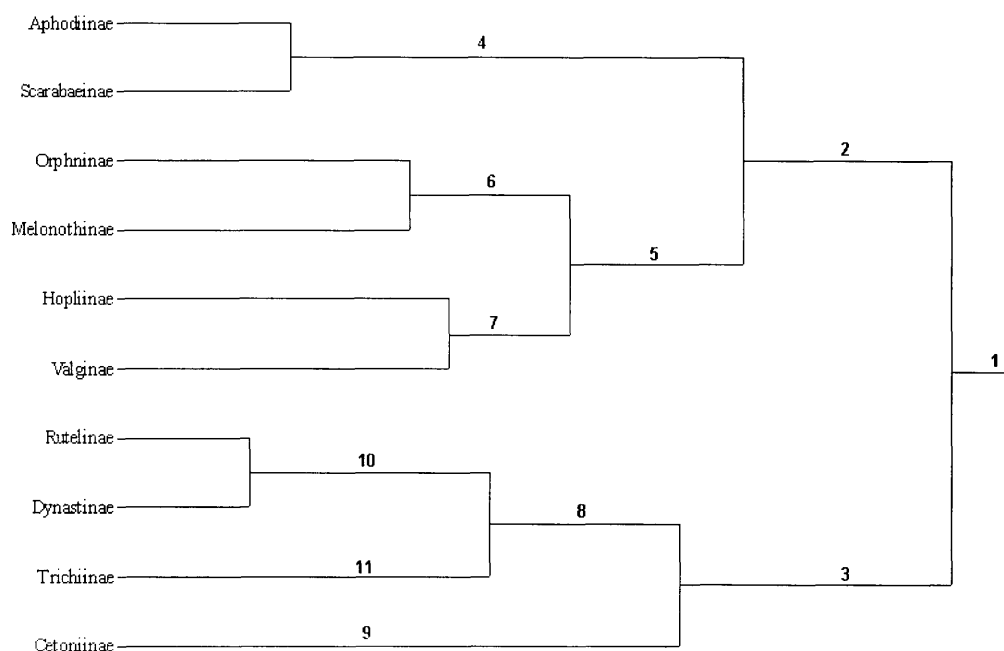 Aphodiinae
4
Scarabaeinae
Orphninae
2
6
Melonothinae
5
Hopliinae
7
Valginae
1
Rutelinae
10
Dynastinae
8
Trichiinae
11
3
9
Cetoniinae